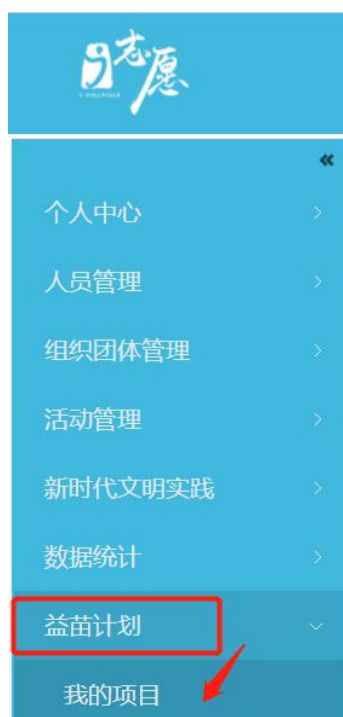 志愿
个人中心
人员管理
组织团体管理
活动管理
新时代文明实践
数据统计
益苗计划
我的项目